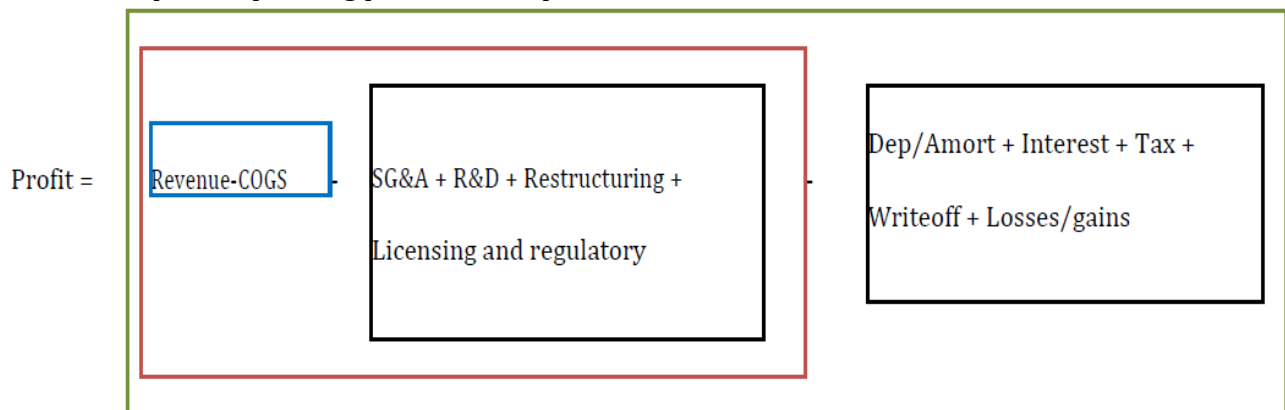 Profit = Revenue-COGS - SG&A + R&D + Restructuring + Licensing and regulatory - Dep/Amort + Interest + Tax + Writeoff + Losses/gains